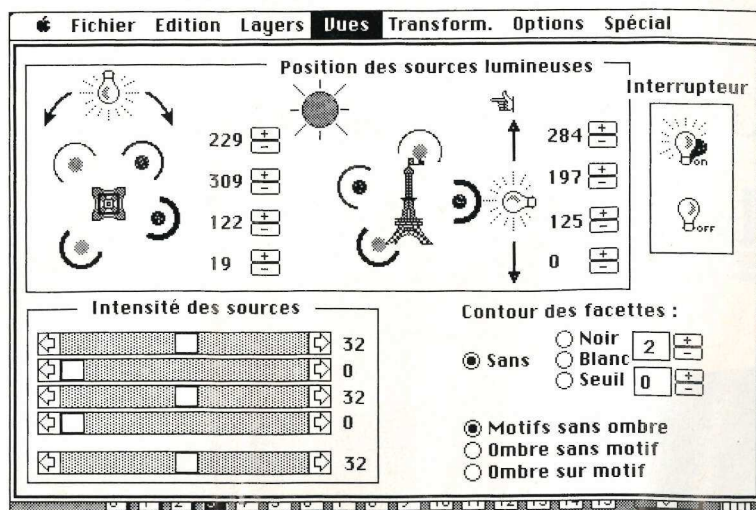 Fichier Edition Layers Vues Transform. Options Spécial
Position des sources lumineuses
Interrupteur
229 + -
309 + -
122 + -
19 + -
284 + -
197 + -
125 + -
0 + -
on
OFF
Intensité des sources
32
0
32
0
32
Contour des facettes :
Sans
Noir
Blanc
Seuil
2 + -
0 + -
Motifs sans ombre
Ombre sans motif
Ombre sur motif